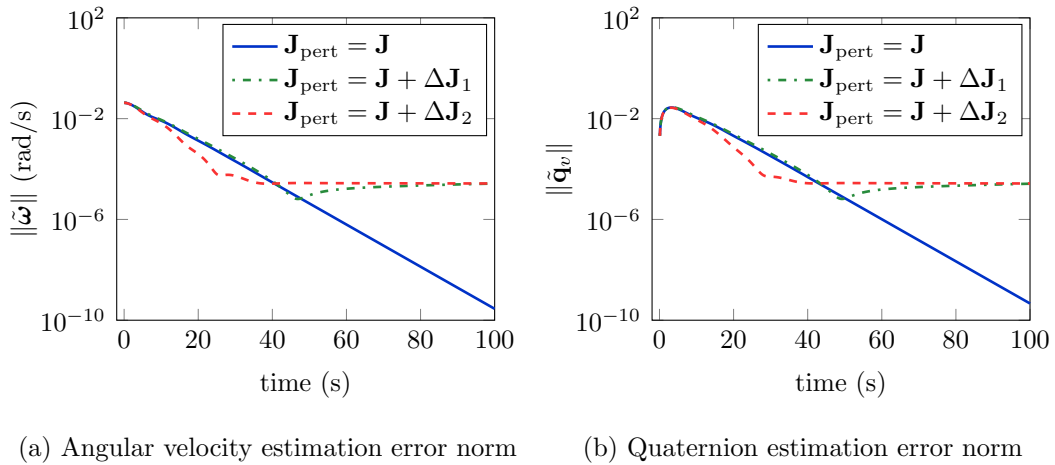 10^2
10^−2
10^−6
10^−10
‖ω̃‖ (rad/s)
J_pert = J
J_pert = J + ΔJ_1
J_pert = J + ΔJ_2
0 20 40 60 80 100
time (s)
(a) Angular velocity estimation error norm
10^2
10^−2
10^−6
10^−10
‖q̃_v‖
J_pert = J
J_pert = J + ΔJ_1
J_pert = J + ΔJ_2
0 20 40 60 80 100
time (s)
(b) Quaternion estimation error norm